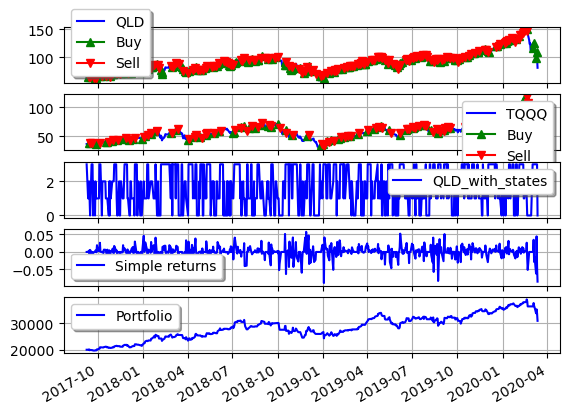 150
100
QLD
Buy
Sell
100
50
TQQQ
Buy
Sell
2
0
QLD_with_states
0.05
0.00
−0.05
Simple returns
30000
20000
Portfolio
2017-10
2018-01
2018-04
2018-07
2018-10
2019-01
2019-04
2019-07
2019-10
2020-01
2020-04